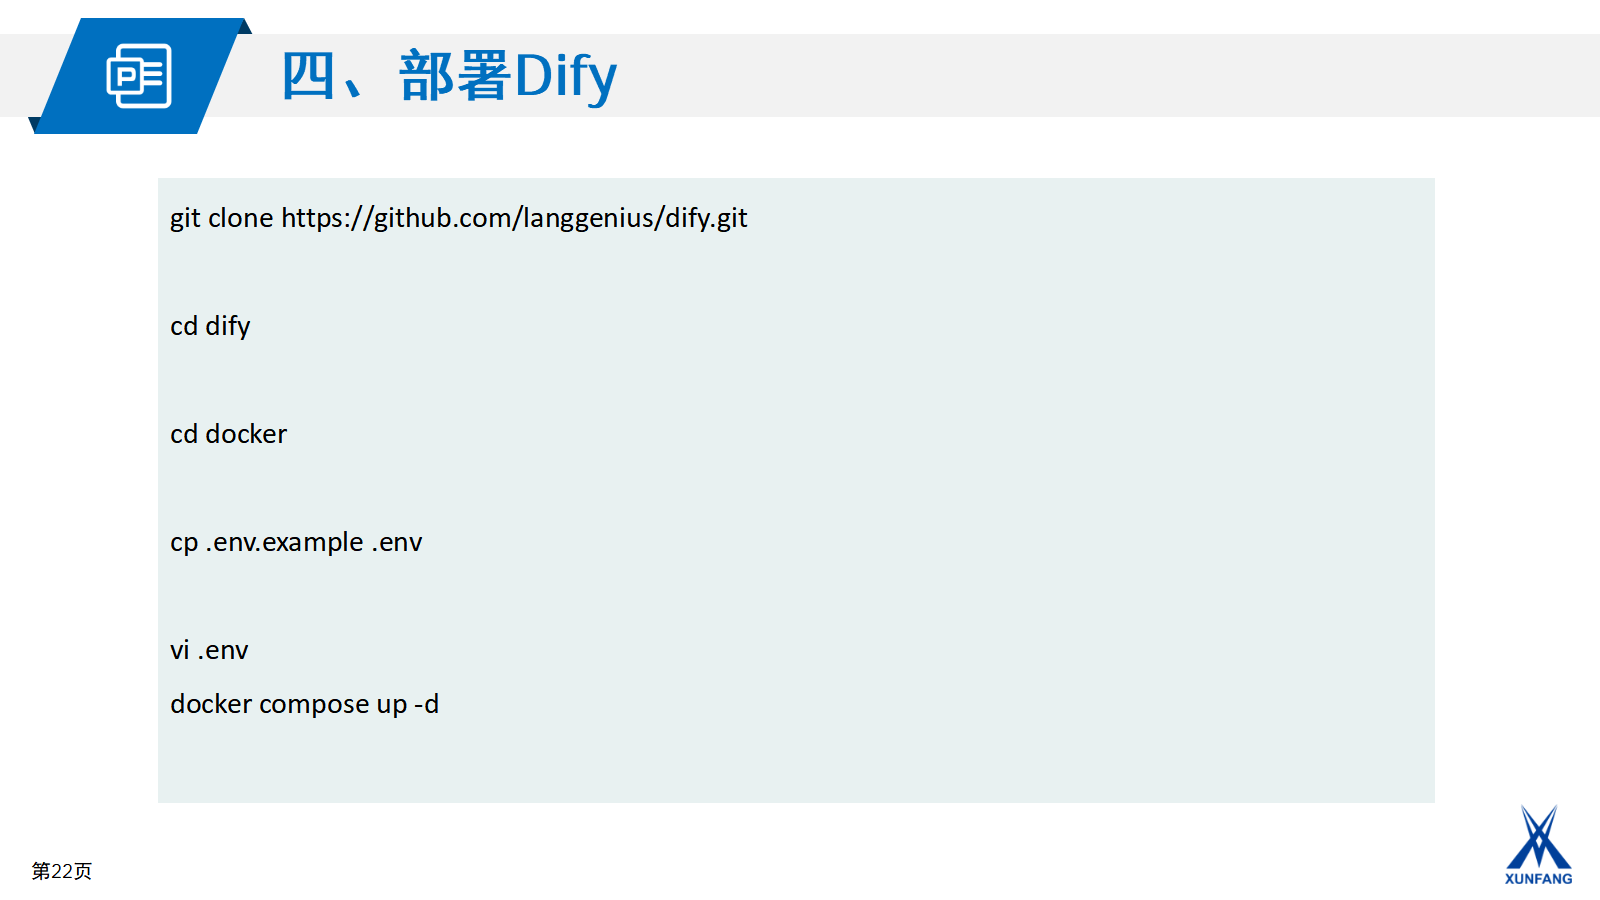 四、部署Dify
git clone https://github.com/langgenius/dify.git
cd dify
cd docker
cp .env.example .env
vi .env
docker compose up -d
第22页
XUNFANG